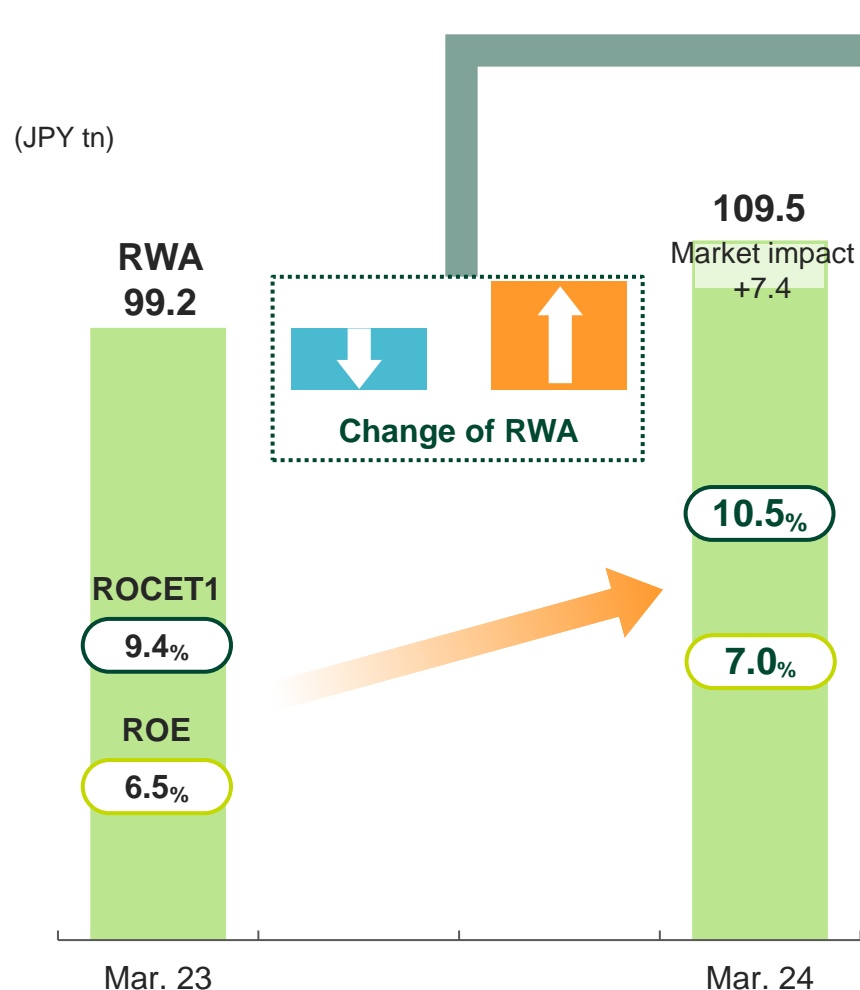 (JPY tn)
RWA
99.2
109.5
Market impact
+7.4
Change of RWA
ROCET1
9.4%
ROE
6.5%
10.5%
7.0%
Mar. 23
Mar. 24